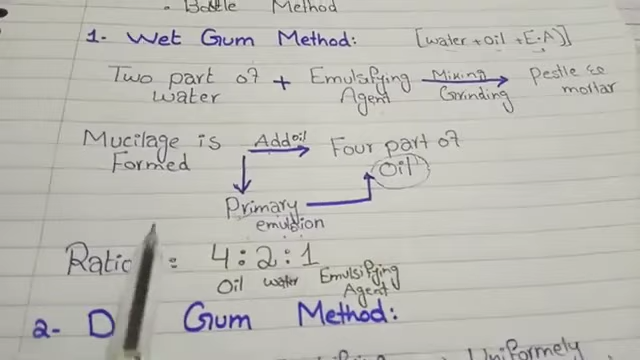 Bottle Method
1- Wet Gum Method: [water + oil + E.A)]
Two part of water + Emulsifying Agent Mixing Grinding Pestle so mortar
Mucilage is Formed Add oil Four part of Oil
Primary emuldion
Ratio = 4:2:1
Oil water Emulsifying Agent
2- D Gum Method:
Uniformely